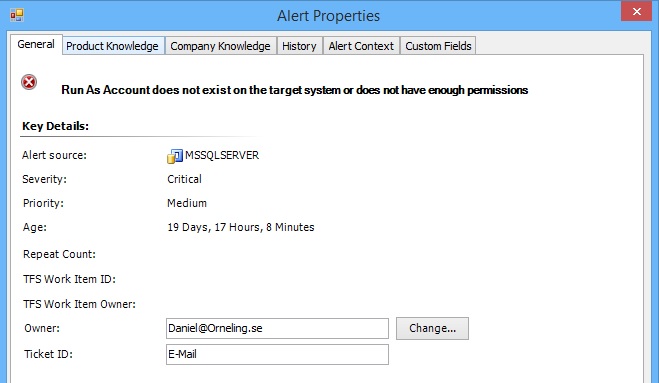 Alert Properties
General Product Knowledge Company Knowledge History Alert Context Custom Fields
Run As Account does not exist on the target system or does not have enough permissions
Key Details:
Alert source: MSSQLSERVER
Severity: Critical
Priority: Medium
Age: 19 Days, 17 Hours, 8 Minutes
Repeat Count:
TFS Work Item ID:
TFS Work Item Owner:
Owner: Daniel@Orneling.se Change...
Ticket ID: E-Mail